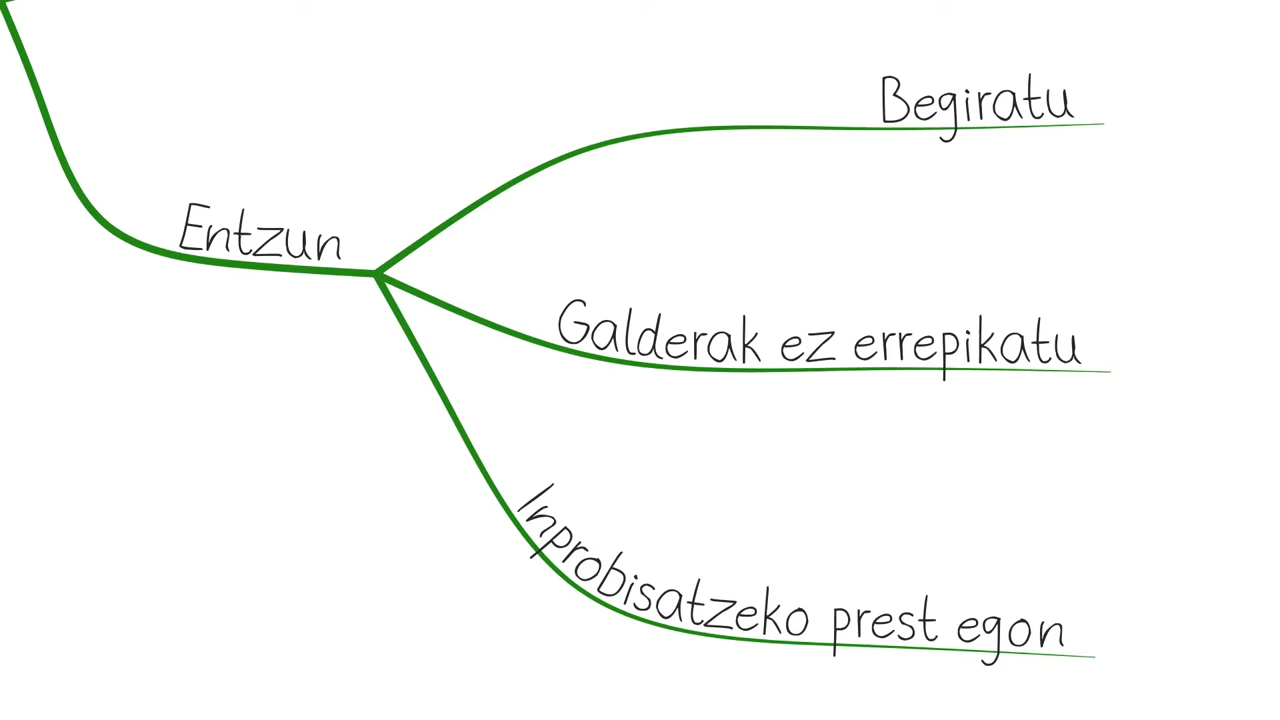 Begiratu
Entzun
Galderak ez errepikatu
Inprobisatzeko prest egon